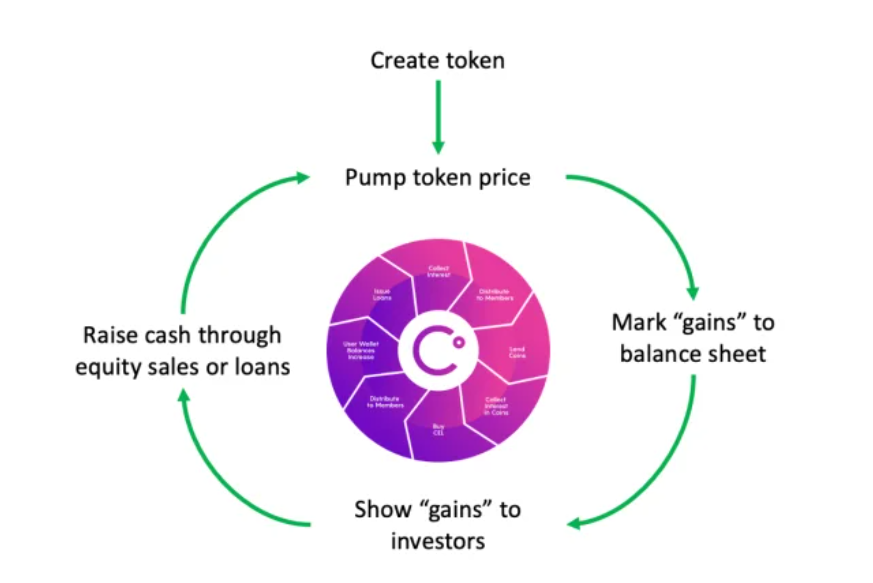 Create token
Pump token price
Mark “gains” to
balance sheet
Show “gains” to
investors
Raise cash through
equity sales or loans
Collect
Interest
Distribute
to Members
Lend
Coins
Collect
Interest
in Coins
Buy
CEL
Distribute
to Members
User Wallet
Balances
Increase
Issue
Loans